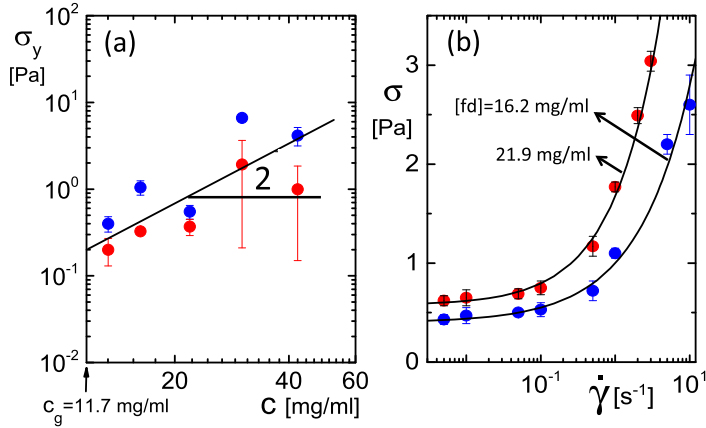 (a)
σy
[Pa]
10²
10¹
10⁰
10⁻¹
10⁻²
2
20
40
60
cg=11.7 mg/ml
c [mg/ml]
(b)
σ
[Pa]
3
2
1
0
[fd]=16.2 mg/ml
21.9 mg/ml
10⁻¹
10¹
γ̇ [s⁻¹]